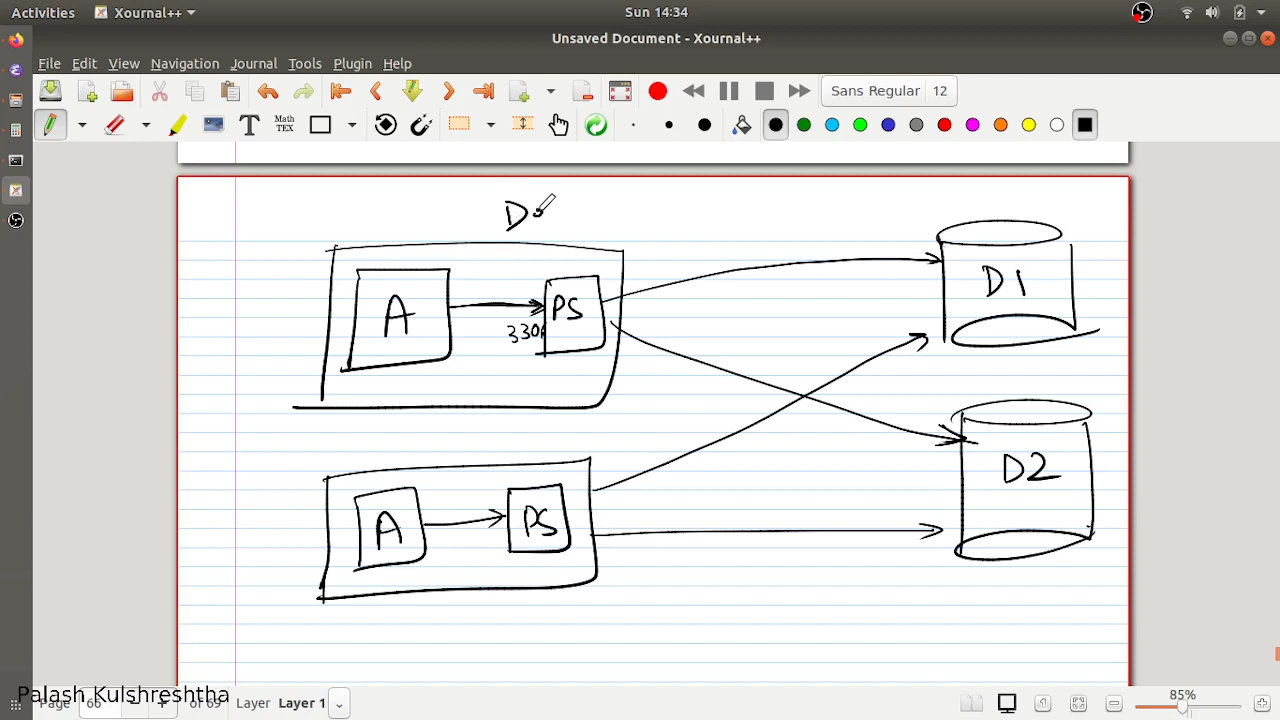 Activities Xournal++ Sun 14:34
Unsaved Document - Xournal++
File Edit View Navigation Journal Tools Plugin Help
Sans Regular 12
Math
TEX
D
A PS D1
330
D2
A PS
Palash Kulshreshtha
Page 66 of 69 Layer Layer 1 85%